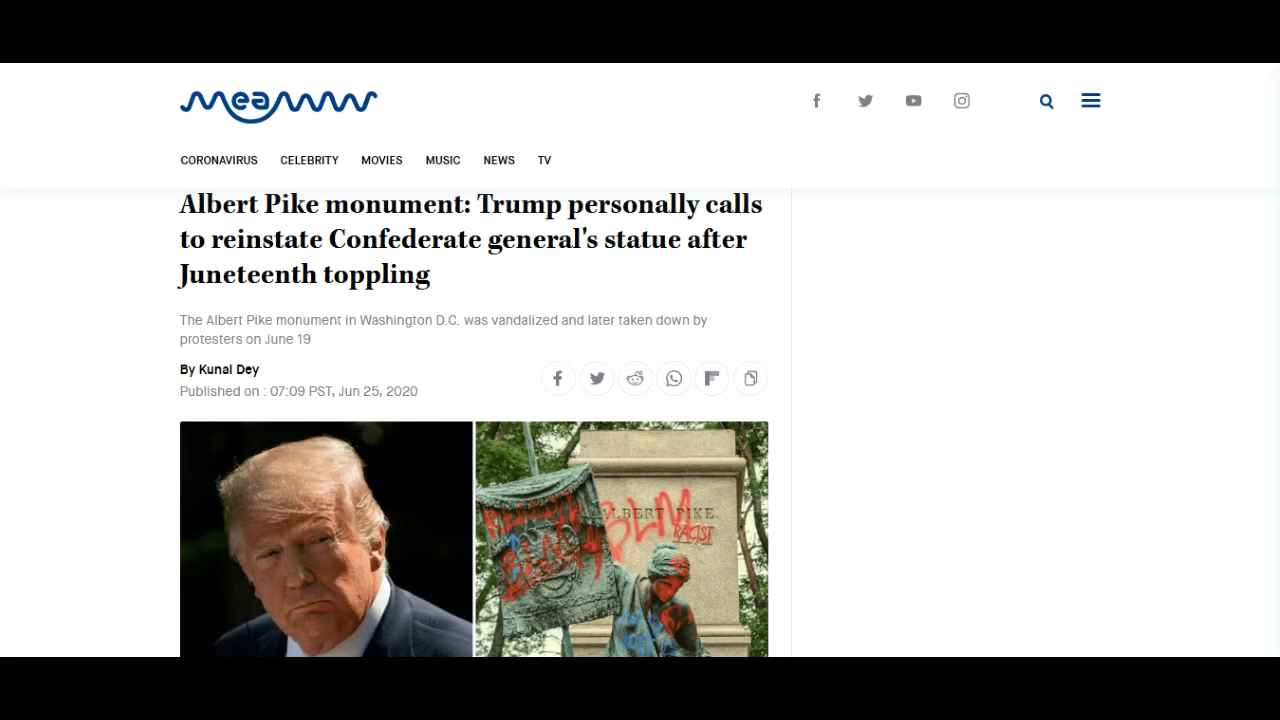 meaww
CORONAVIRUS CELEBRITY MOVIES MUSIC NEWS TV
Albert Pike monument: Trump personally calls
to reinstate Confederate general's statue after
Juneteenth toppling
The Albert Pike monument in Washington D.C. was vandalized and later taken down by
protesters on June 19
By Kunal Dey
Published on : 07:09 PST, Jun 25, 2020
ALBERT PIKE.
BLM
RACIST